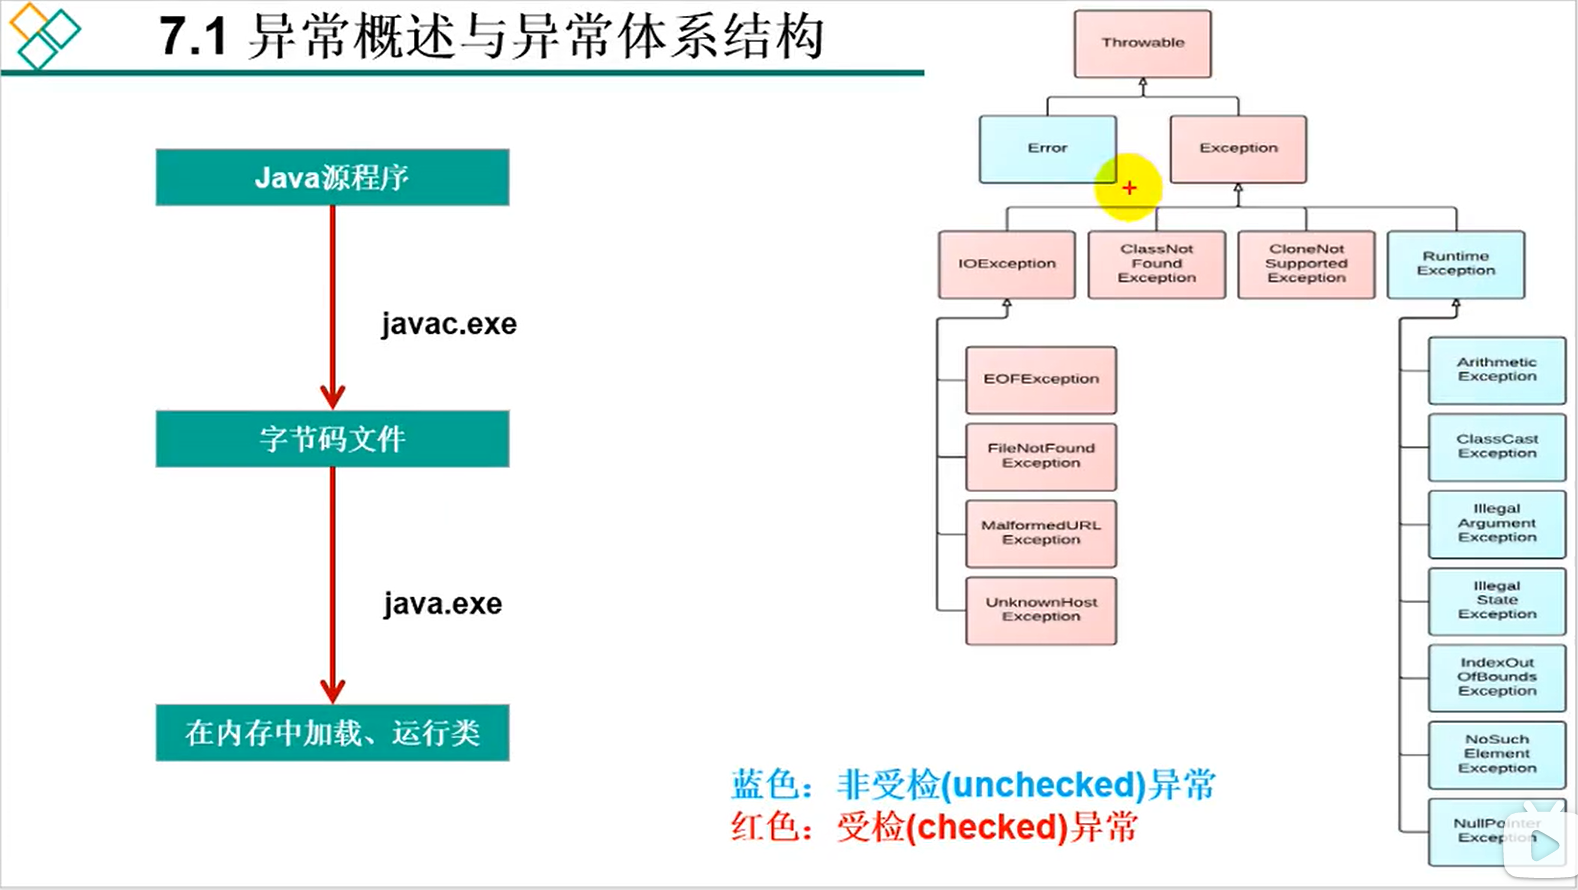 7.1 异常概述与异常体系结构
Java源程序
javac.exe
字节码文件
java.exe
在内存中加载、运行类
Throwable
Error
Exception
IOException
ClassNot
Found
Exception
CloneNot
Supported
Exception
Runtime
Exception
EOFException
FileNotFound
Exception
MalformedURL
Exception
UnknownHost
Exception
Arithmetic
Exception
ClassCast
Exception
Illegal
Argument
Exception
Illegal
State
Exception
IndexOut
OfBounds
Exception
NoSuch
Element
Exception
NullPointer
Exception
蓝色：非受检(unchecked)异常
红色：受检(checked)异常